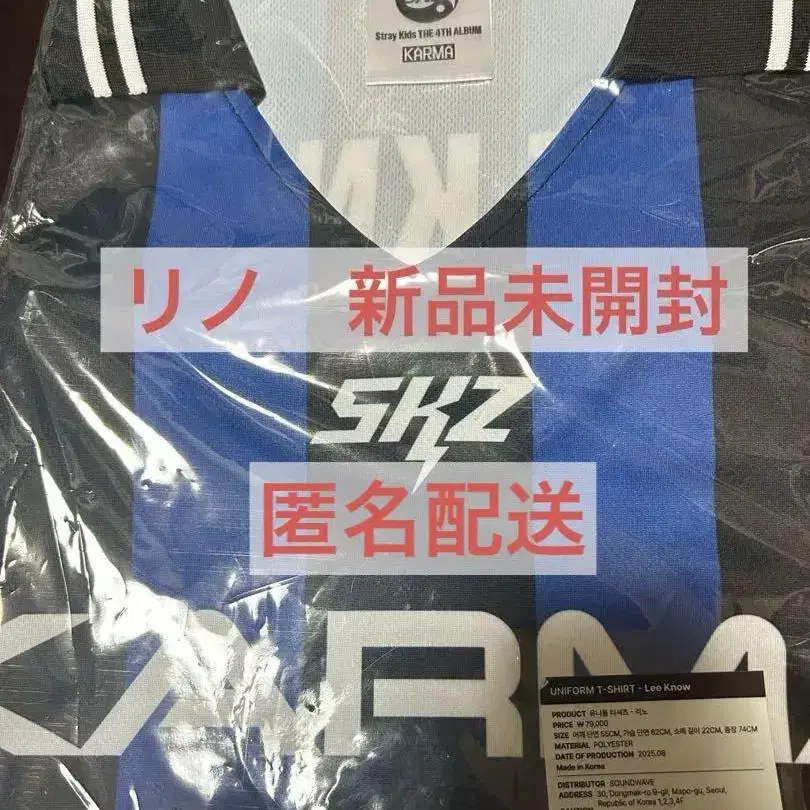 Stray Kids THE 4TH ALBUM
KARMA
リノ 新品未開封
SKZ
匿名配送
KARMA
UNIFORM T-SHIRT - Lee Know
PRODUCT 유니폼 티셔츠 - 리노
PRICE ₩79,000
SIZE 어깨 단면 55CM, 가슴 단면 62CM, 소매 길이 22CM, 총장 74CM
MATERIAL POLYESTER
DATE OF PRODUCTION 2025.08
Made in Korea
DISTRIBUTOR SOUNDWAVE
ADDRESS 30, Dongmak-ro 9-gil, Mapo-gu, Seoul,
Republic of Korea 1,2,3,4F